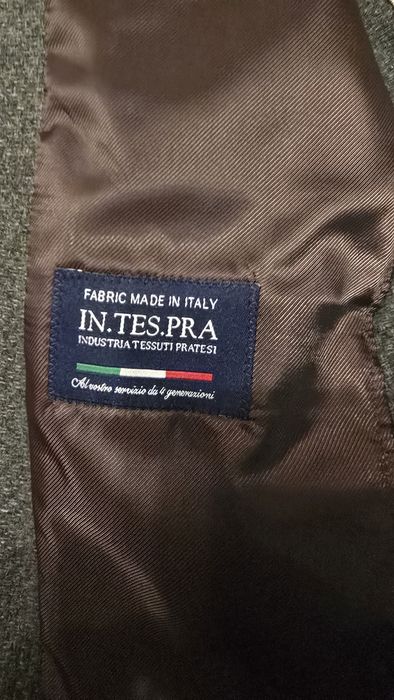 FABRIC MADE IN ITALY
IN.TES.PRA
INDUSTRIA TESSUTI PRATESI
Al vostro servizio da 4 generazioni